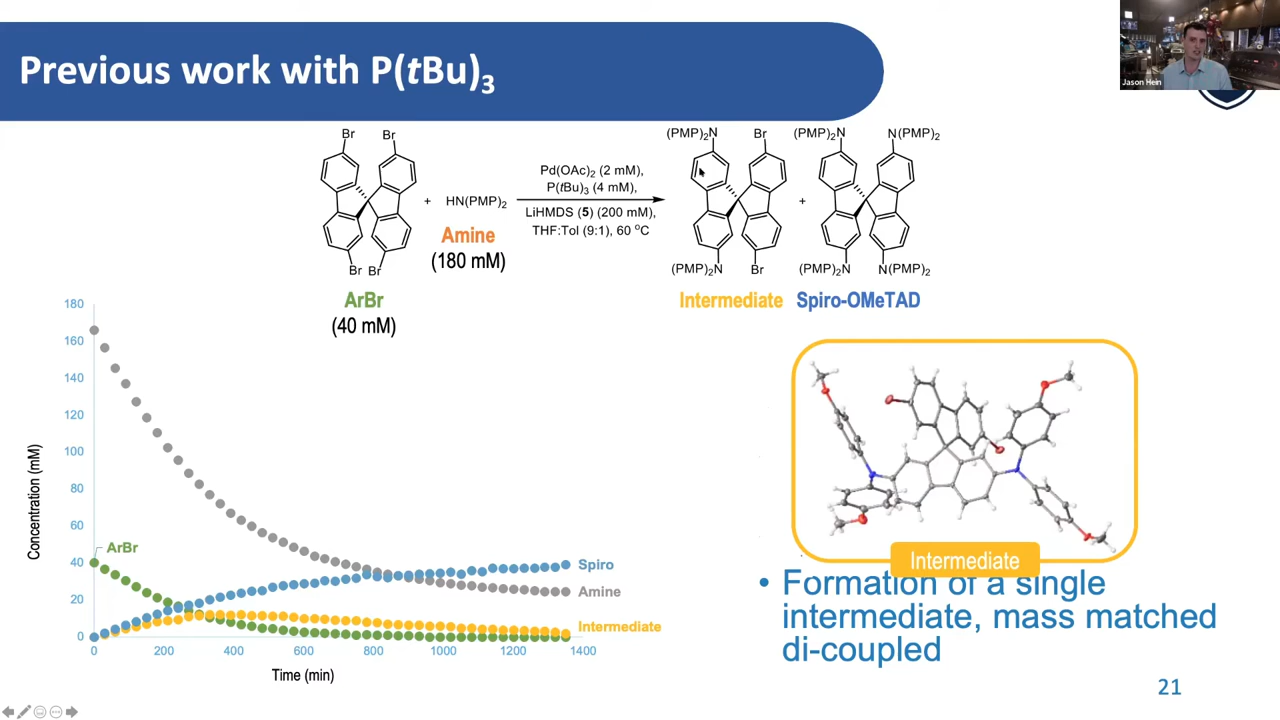 Previous work with P(tBu)3
Jason Hein
Br
Br
Br
Br
+
HN(PMP)2
Amine
(180 mM)
ArBr
(40 mM)
Pd(OAc)2 (2 mM),
P(tBu)3 (4 mM),
LiHMDS (5) (200 mM),
THF:Tol (9:1), 60 °C
(PMP)2N
Br
(PMP)2N
Br
Intermediate
+
(PMP)2N
N(PMP)2
(PMP)2N
N(PMP)2
Spiro-OMeTAD
Concentration (mM)
180
160
140
120
100
80
60
40
20
0
0
200
400
600
800
1000
1200
1400
Time (min)
ArBr
Spiro
Amine
Intermediate
Intermediate
• Formation of a single
intermediate, mass matched
di-coupled
21